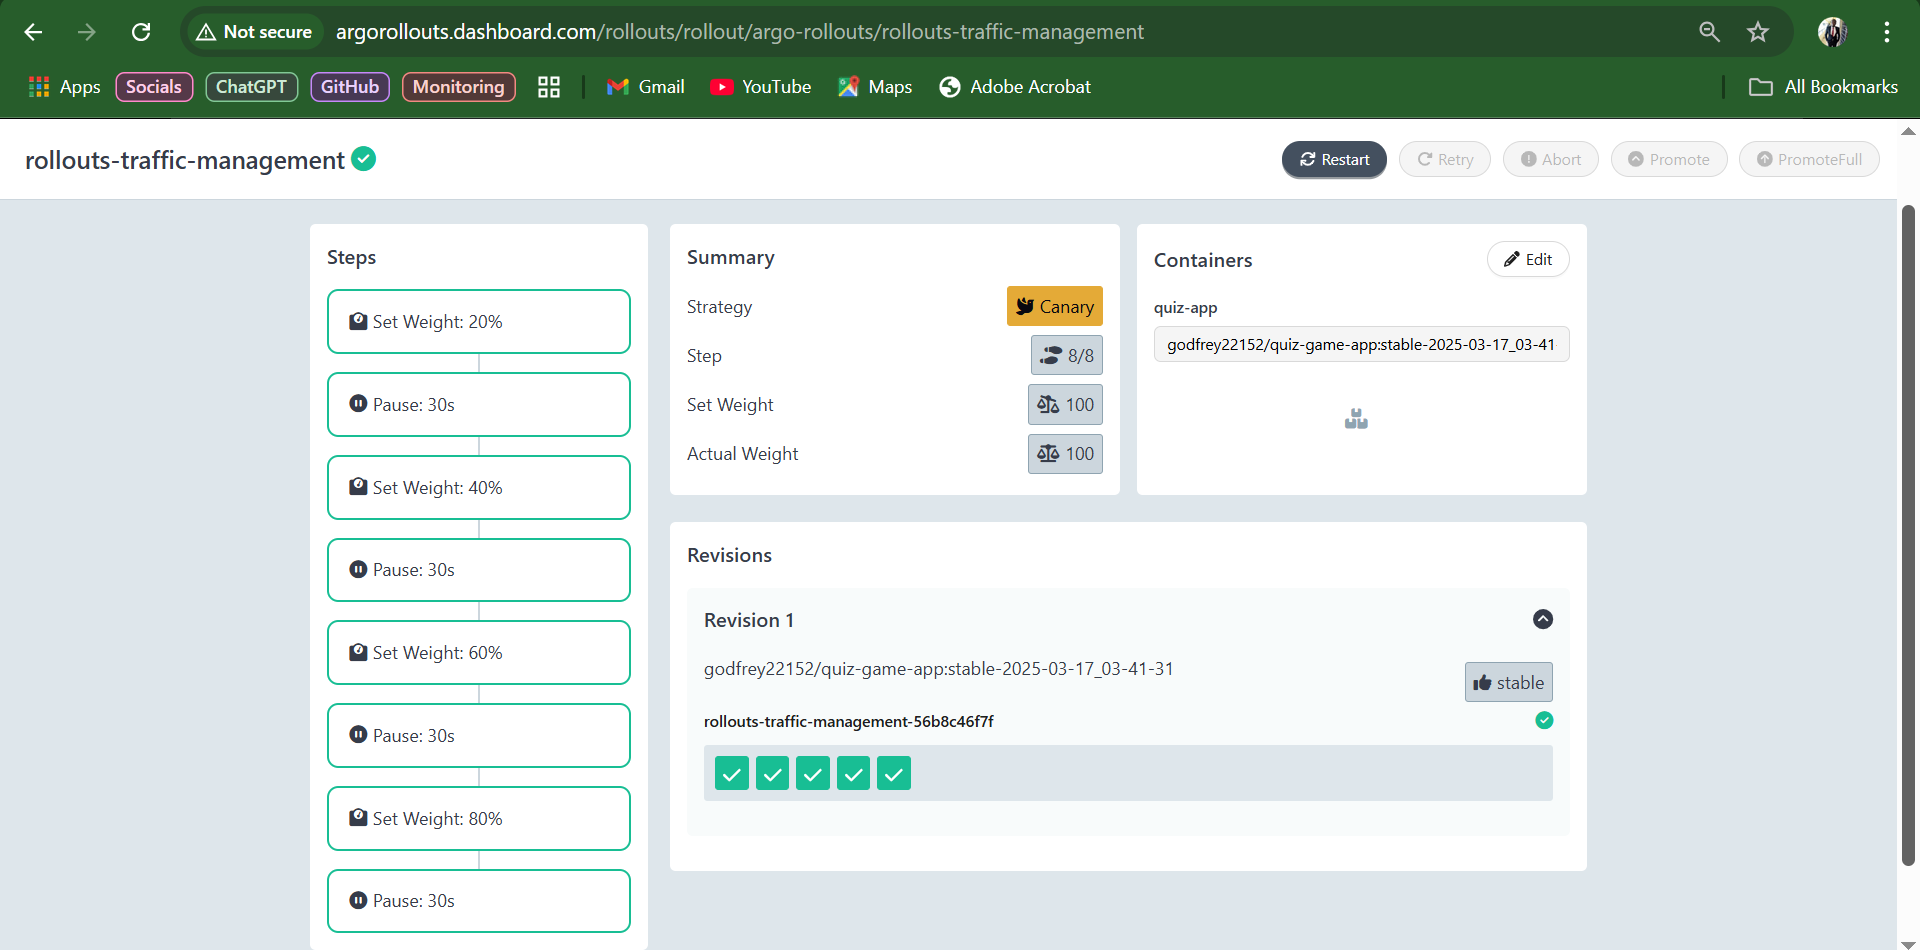 Not secure
argorollouts.dashboard.com/rollouts/rollout/argo-rollouts/rollouts-traffic-management
Apps
Socials
ChatGPT
GitHub
Monitoring
Gmail
YouTube
Maps
Adobe Acrobat
All Bookmarks
rollouts-traffic-management
Restart
Retry
Abort
Promote
PromoteFull
Steps
Set Weight: 20%
Pause: 30s
Set Weight: 40%
Pause: 30s
Set Weight: 60%
Pause: 30s
Set Weight: 80%
Pause: 30s
Summary
Strategy
Canary
Step
8/8
Set Weight
100
Actual Weight
100
Containers
Edit
quiz-app
godfrey22152/quiz-game-app:stable-2025-03-17_03-41
Revisions
Revision 1
godfrey22152/quiz-game-app:stable-2025-03-17_03-41-31
stable
rollouts-traffic-management-56b8c46f7f